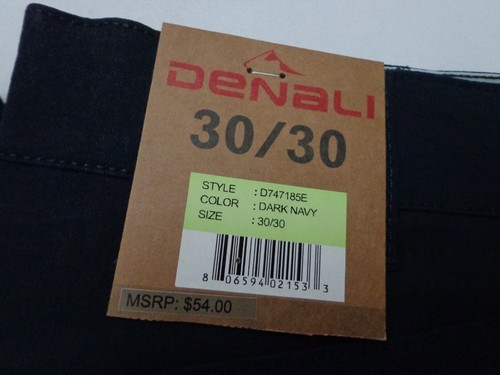 DENALI
30/30
STYLE : D747185E
COLOR : DARK NAVY
SIZE : 30/30
8 06594 02153 3
MSRP: $54.00